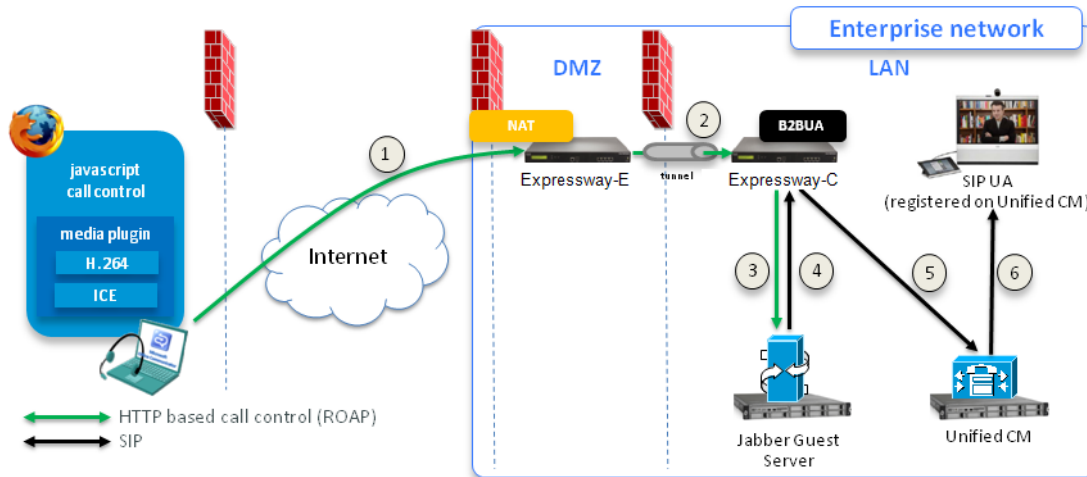 Enterprise network
DMZ
LAN
NAT
B2BUA
1
2
javascript
call control
media plugin
H.264
ICE
Expressway-E
tunnel
Expressway-C
SIP UA
(registered on Unified CM)
Internet
3
4
5
6
HTTP based call control (ROAP)
SIP
Jabber Guest
Server
Unified CM